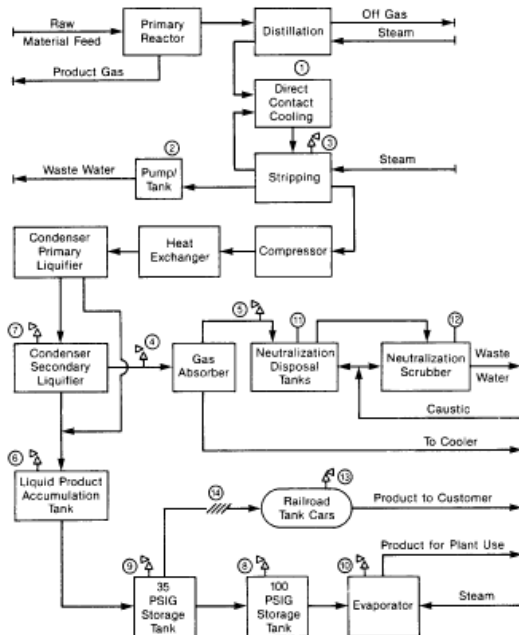 Raw
Material Feed
Primary
Reactor
Distillation
Off Gas
Steam
Product Gas
①
Direct
Contact
Cooling
②
③
Waste Water
Pump/
Tank
Stripping
Steam
Condenser
Primary
Liquifier
Heat
Exchanger
Compressor
⑤
⑦
④
⑪
⑫
Condenser
Secondary
Liquifier
Gas
Absorber
Neutralization
Disposal
Tanks
Neutralization
Scrubber
Waste
Water
Caustic
To Cooler
⑥
Liquid Product
Accumulation
Tank
⑭
⑬
Railroad
Tank Cars
Product to Customer
⑨
⑧
⑩
Product for Plant Use
35
PSIG
Storage
Tank
100
PSIG
Storage
Tank
Evaporator
Steam